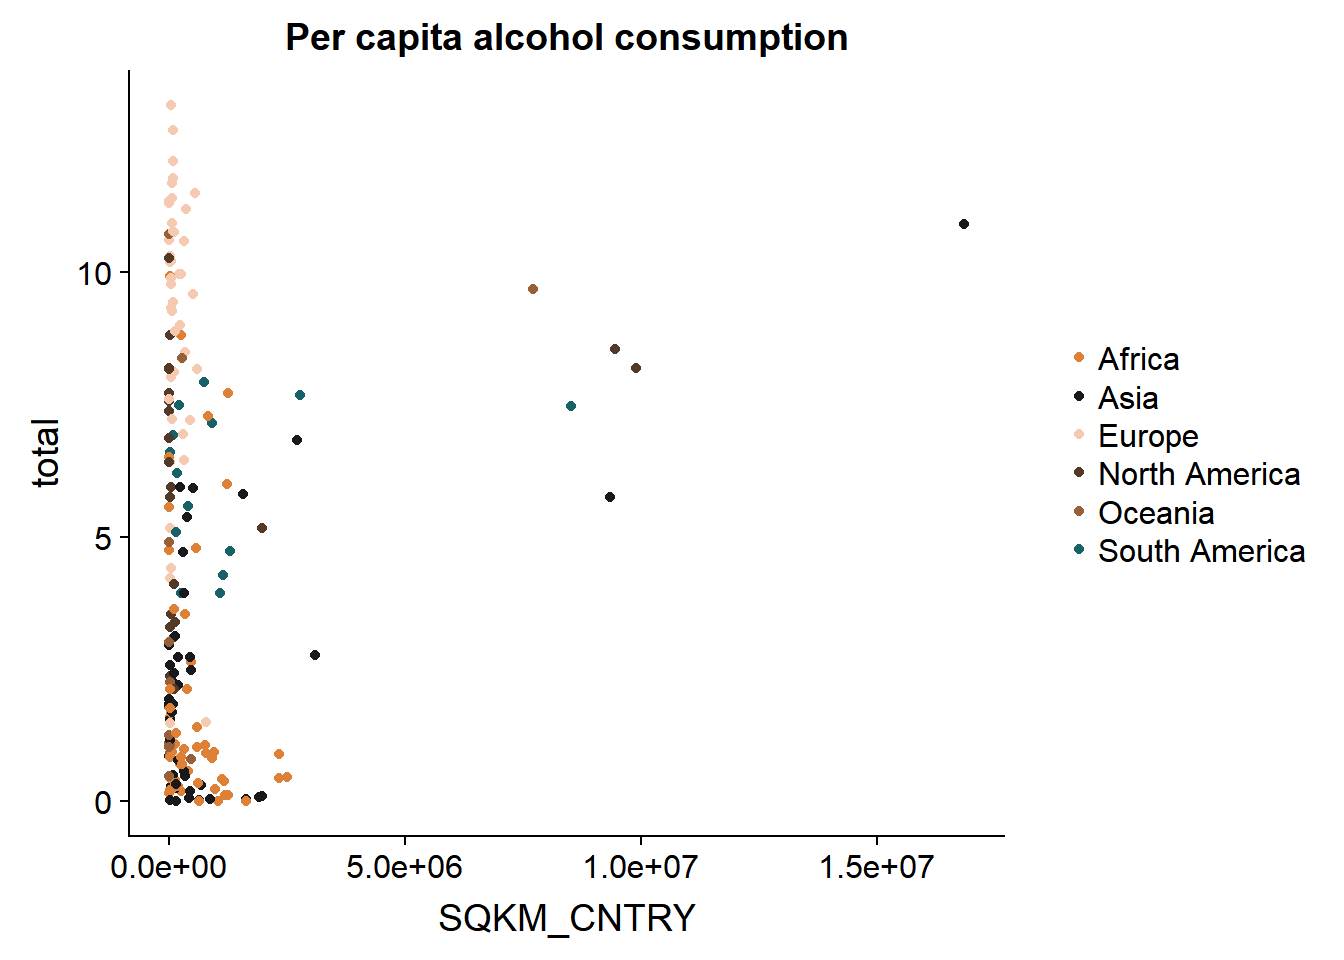 Per capita alcohol consumption
total
10
5
0
0.0e+00 5.0e+06 1.0e+07 1.5e+07
SQKM_CNTRY
Africa
Asia
Europe
North America
Oceania
South America